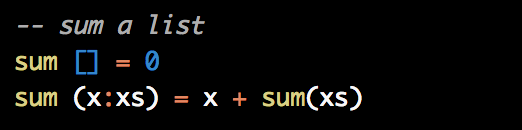 -- sum a list
sum [] = 0
sum (x:xs) = x + sum(xs)